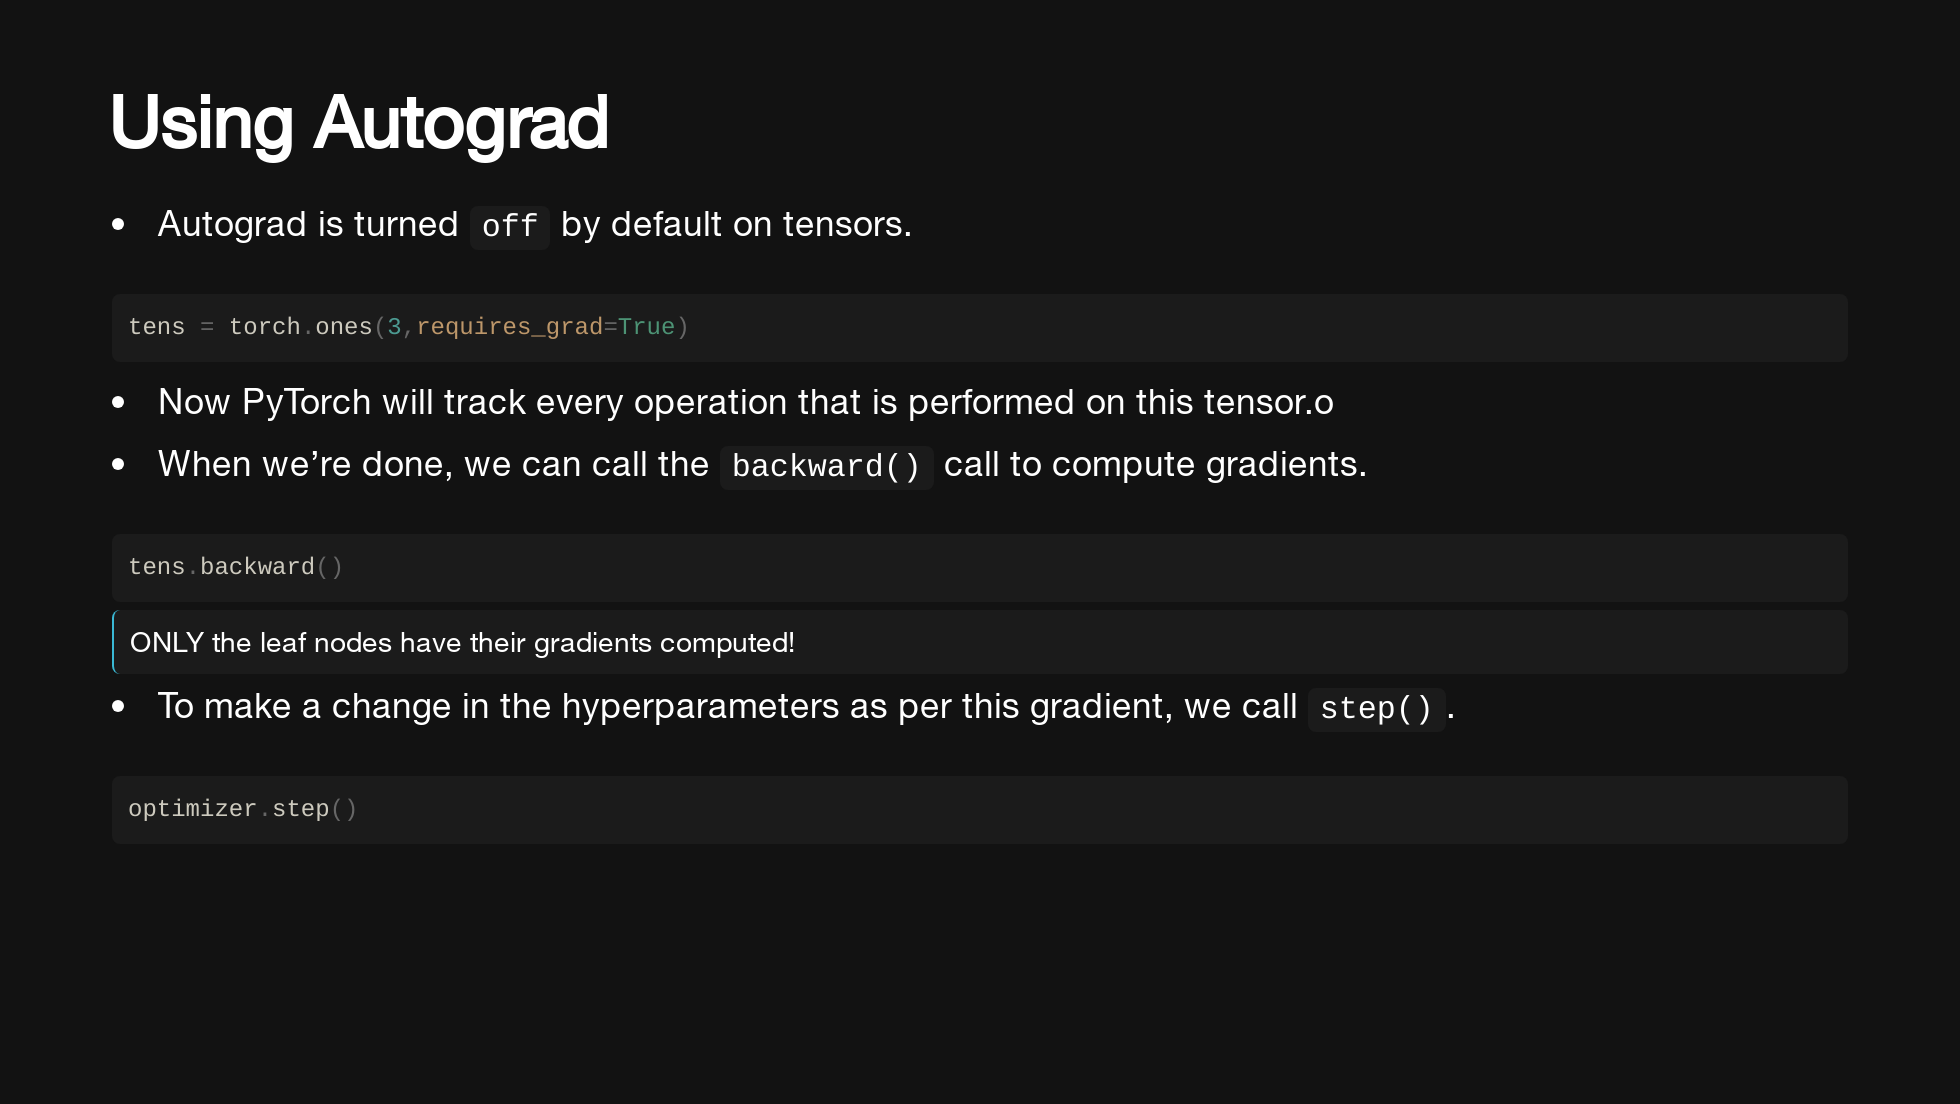 Using Autograd
• Autograd is turned off by default on tensors.
tens = torch.ones(3,requires_grad=True)
• Now PyTorch will track every operation that is performed on this tensor.o
• When we’re done, we can call the backward() call to compute gradients.
tens.backward()
ONLY the leaf nodes have their gradients computed!
• To make a change in the hyperparameters as per this gradient, we call step().
optimizer.step()